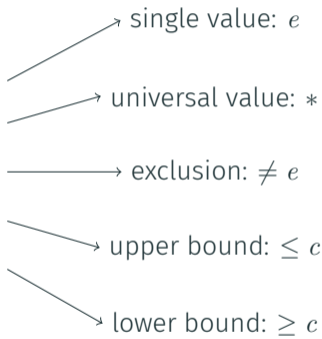 single value: e
universal value: *
exclusion: ≠ e
upper bound: ≤ c
lower bound: ≥ c